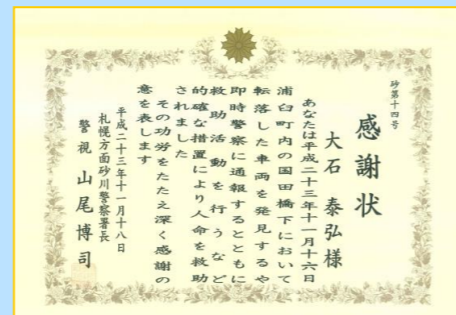 砂第十四号
感謝状
大石 泰弘様
あなたは平成二十三年十一月十六日
浦臼町内の国田橋下において
転落した車両を発見するや
即時警察に通報するとともに
救助活動を行うなど
的確な措置により人命を救助
されました
その功労をたたえ深く感謝の
意を表します
平成二十三年十一月十八日
札幌方面砂川警察署長
警視 山尾博司